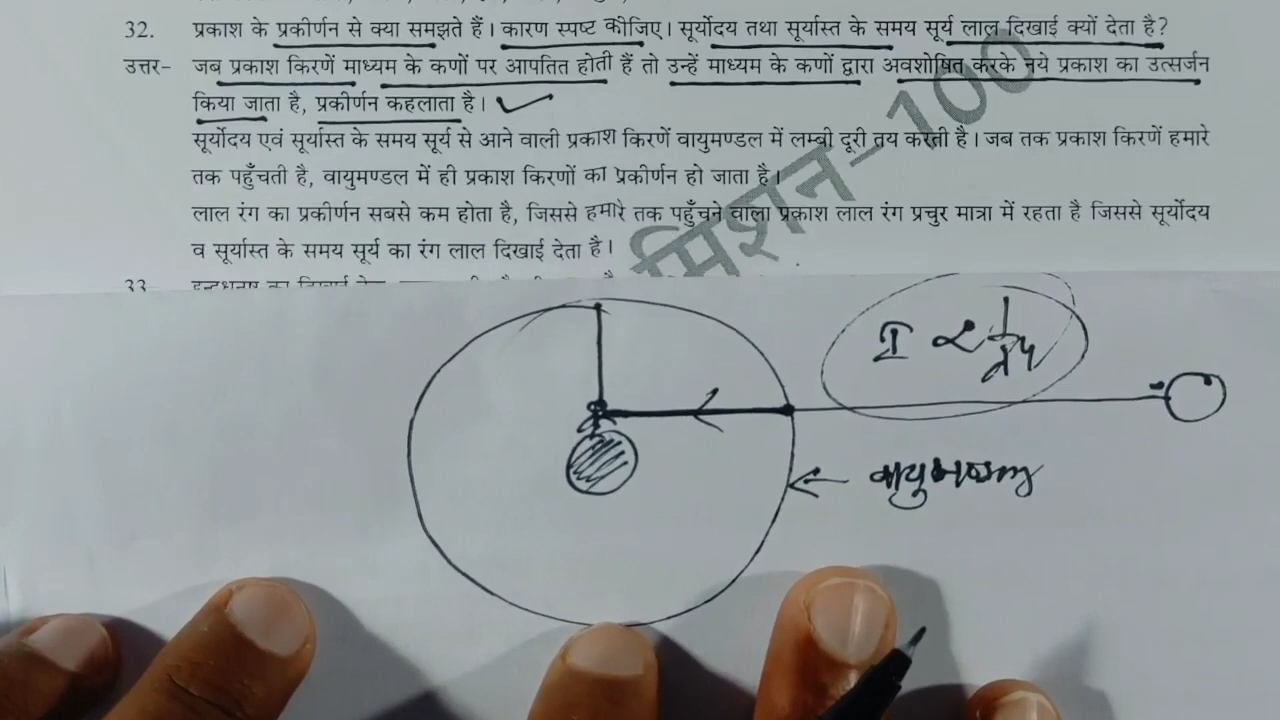 32. प्रकाश के प्रकीर्णन से क्या समझते हैं। कारण स्पष्ट कीजिए। सूर्योदय तथा सूर्यास्त के समय सूर्य लाल दिखाई क्यों देता है?
उत्तर– जब प्रकाश किरणें माध्यम के कणों पर आपतित होती हैं तो उन्हें माध्यम के कणों द्वारा अवशोषित करके नये प्रकाश का उत्सर्जन
किया जाता है, प्रकीर्णन कहलाता है।
सूर्योदय एवं सूर्यास्त के समय सूर्य से आने वाली प्रकाश किरणें वायुमण्डल में लम्बी दूरी तय करती है। जब तक प्रकाश किरणें हमारे
तक पहुँचती है, वायुमण्डल में ही प्रकाश किरणों का प्रकीर्णन हो जाता है।
लाल रंग का प्रकीर्णन सबसे कम होता है, जिससे हमारे तक पहुँचने वाला प्रकाश लाल रंग प्रचुर मात्रा में रहता है जिससे सूर्योदय
व सूर्यास्त के समय सूर्य का रंग लाल दिखाई देता है।
मिशन–100
33
I ∝ 1/λ⁴
वायुमण्डल